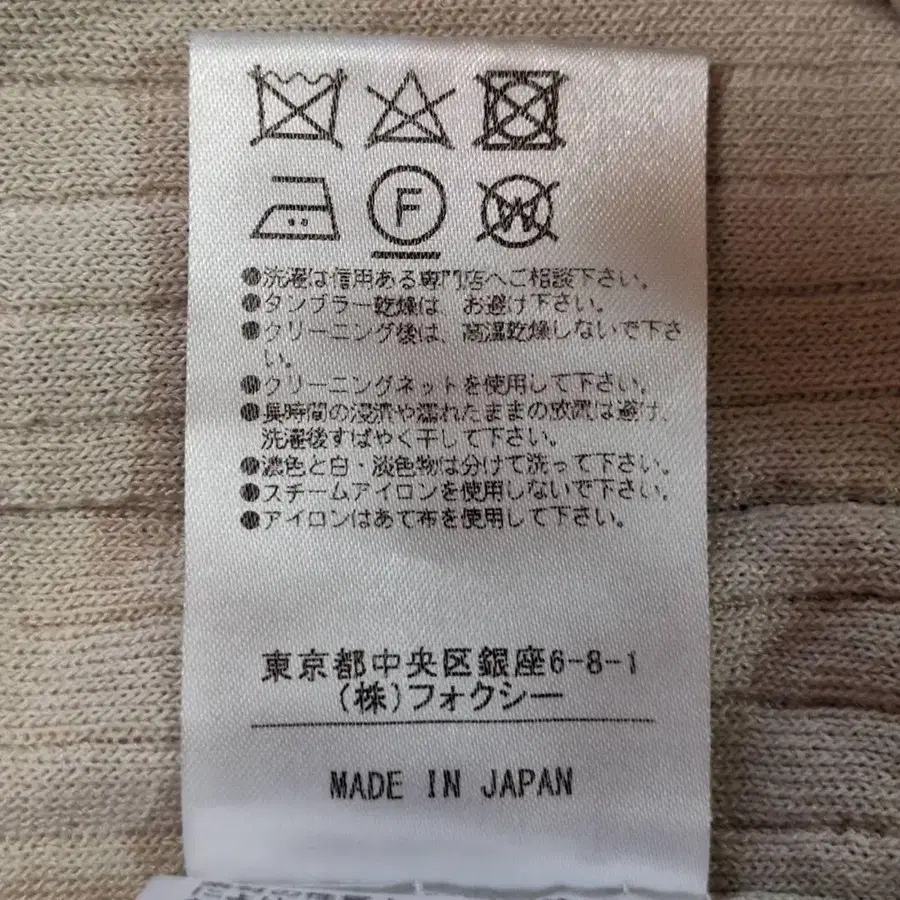 F
W
●洗濯は信用ある専門店へご相談下さい。
●タンブラー乾燥は、お避け下さい。
●クリーニング後は、高温乾燥しないで下さ
い。
●クリーニングネットを使用して下さい。
●長時間の浸漬や濡れたままの放置は避け、
洗濯後すばやく干して下さい。
●濃色と白・淡色物は分けて洗って下さい。
●スチームアイロンを使用しないで下さい。
●アイロンはあて布を使用して下さい。
東京都中央区銀座6-8-1
(株)フォクシー
MADE IN JAPAN